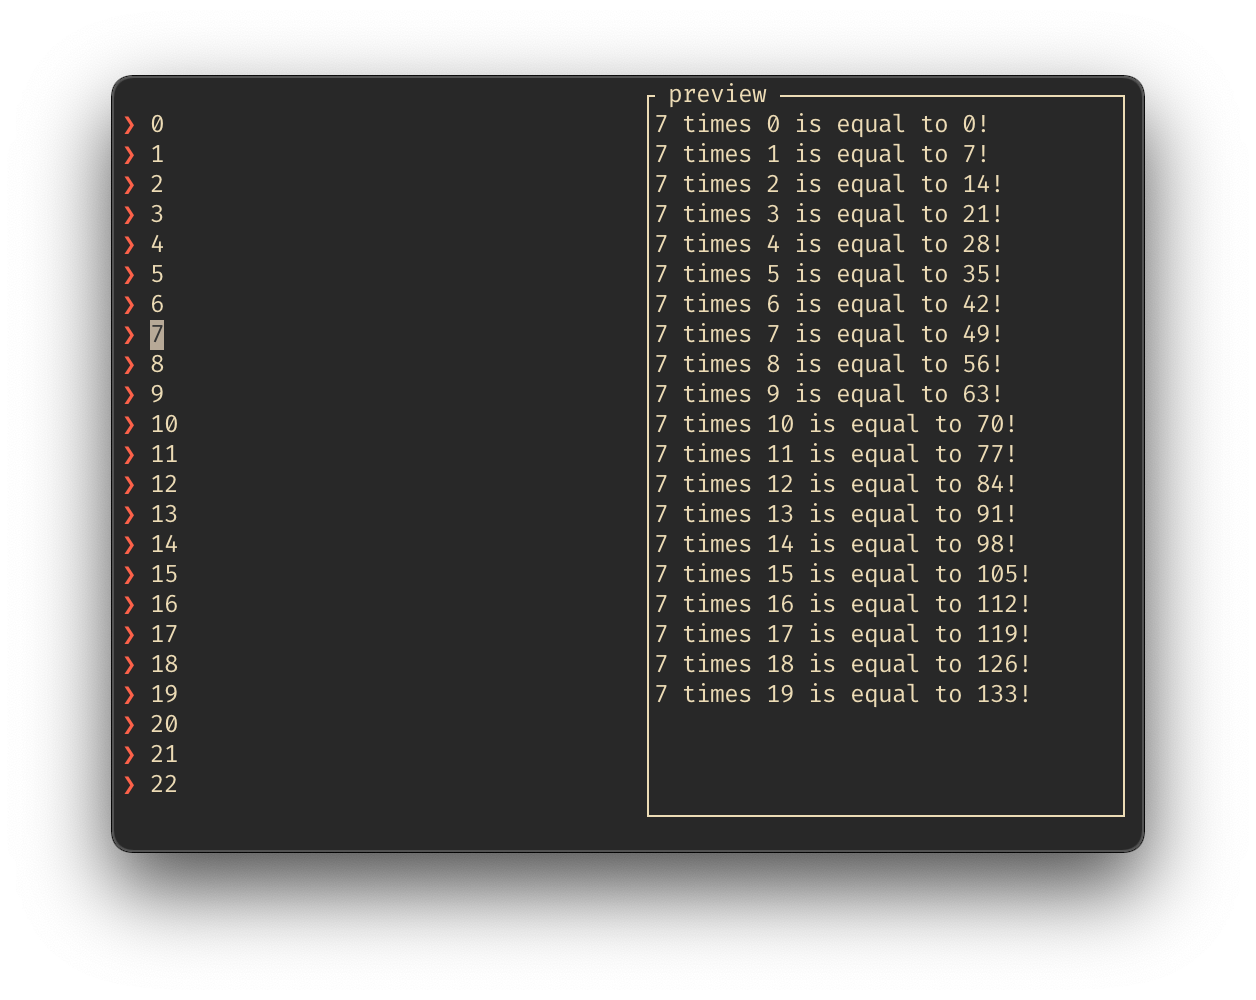 ❯ 0
❯ 1
❯ 2
❯ 3
❯ 4
❯ 5
❯ 6
❯ 7
❯ 8
❯ 9
❯ 10
❯ 11
❯ 12
❯ 13
❯ 14
❯ 15
❯ 16
❯ 17
❯ 18
❯ 19
❯ 20
❯ 21
❯ 22
preview
7 times 0 is equal to 0!
7 times 1 is equal to 7!
7 times 2 is equal to 14!
7 times 3 is equal to 21!
7 times 4 is equal to 28!
7 times 5 is equal to 35!
7 times 6 is equal to 42!
7 times 7 is equal to 49!
7 times 8 is equal to 56!
7 times 9 is equal to 63!
7 times 10 is equal to 70!
7 times 11 is equal to 77!
7 times 12 is equal to 84!
7 times 13 is equal to 91!
7 times 14 is equal to 98!
7 times 15 is equal to 105!
7 times 16 is equal to 112!
7 times 17 is equal to 119!
7 times 18 is equal to 126!
7 times 19 is equal to 133!